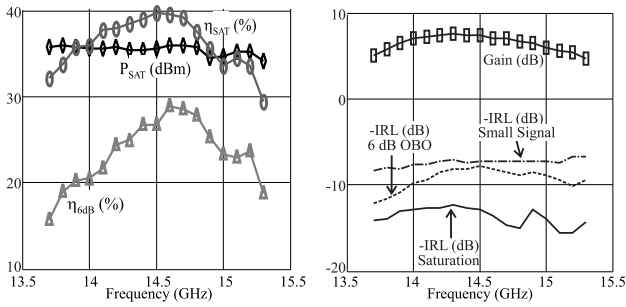 40
30
20
10
13.5 14 14.5 15 15.5
Frequency (GHz)
ηSAT (%)
PSAT (dBm)
η6dB (%)
10
0
-10
-20
13.5 14 14.5 15 15.5
Frequency (GHz)
Gain (dB)
-IRL (dB)
Small Signal
-IRL (dB)
6 dB OBO
-IRL (dB)
Saturation